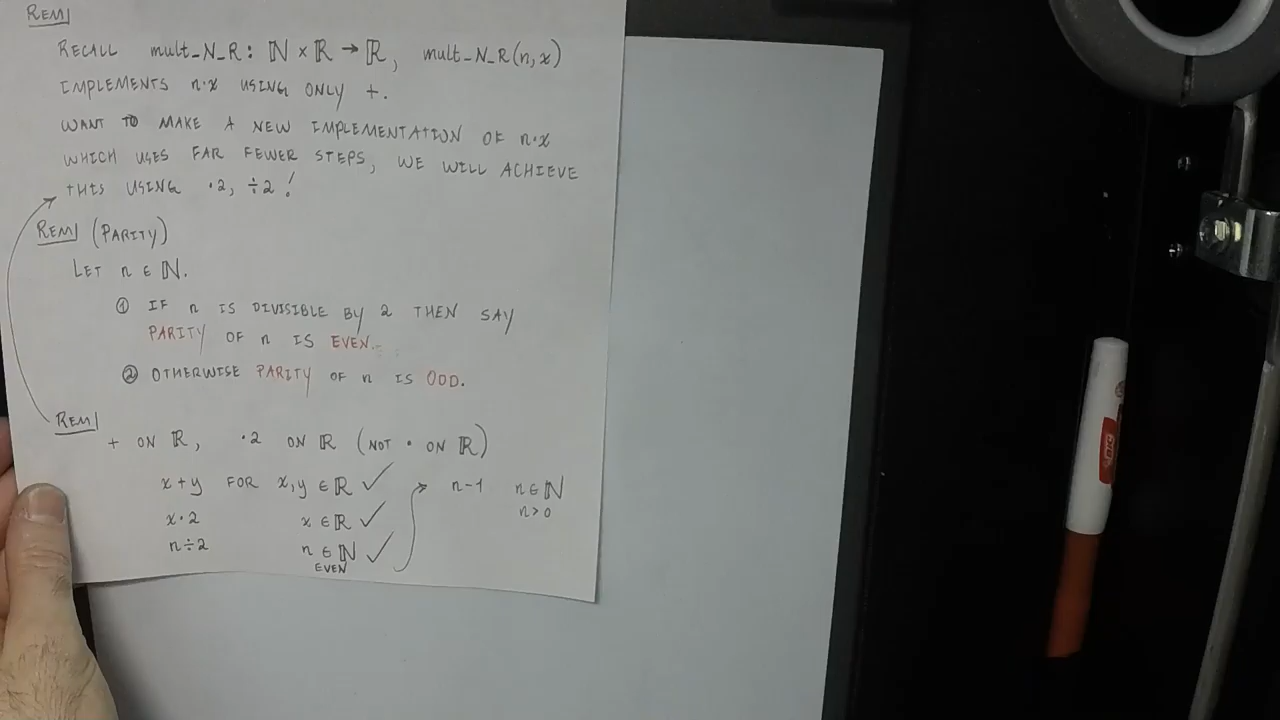 REM
RECALL mult_N_R : ℕ × ℝ → ℝ, mult_N_R(n,x)
IMPLEMENTS n·x USING ONLY +.
WANT TO MAKE A NEW IMPLEMENTATION OF n·x
WHICH USES FAR FEWER STEPS, WE WILL ACHIEVE
THIS USING ·2, ÷2!
REM (PARITY)
LET n ∈ ℕ.
① IF n IS DIVISIBLE BY 2 THEN SAY
PARITY OF n IS EVEN.
② OTHERWISE PARITY OF n IS ODD.
REM
+ ON ℝ, ·2 ON ℝ (NOT · ON ℝ)
x+y FOR x,y ∈ ℝ ✓ → n-1 n ∈ ℕ
n>0
x·2 x ∈ ℝ ✓
n÷2 n ∈ ℕ ✓
EVEN
BIC